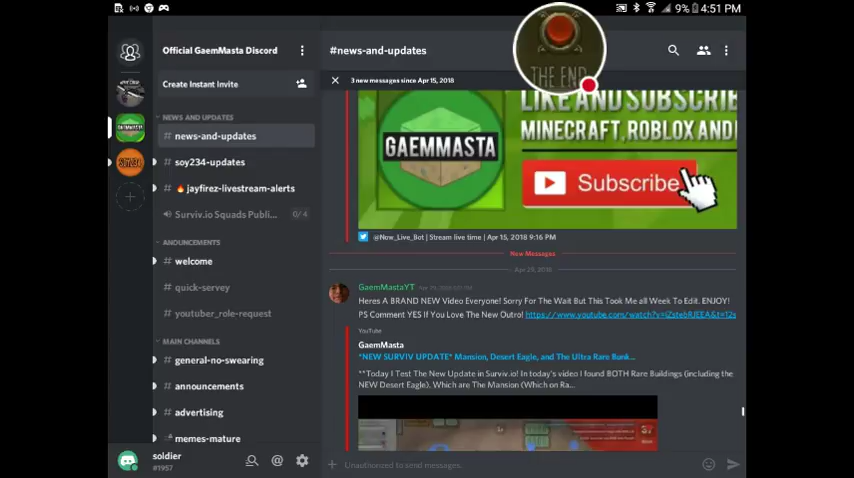 9% 4:51 PM
Official GaemMasta Discord
#news-and-updates
THE END
Create Instant Invite
3 new messages since Apr 15, 2018
LIKE AND SUBSCRIBE
MINECRAFT, ROBLOX AND
GAEMMASTA
Subscribe
NEWS AND UPDATES
# news-and-updates
# soy234-updates
# 🔥 jayfirez-livestream-alerts
Surviv.io Squads Publi... 0/4
@Now_Live_Bot | Stream live time | Apr 15, 2018 9:16 PM
New Messages
ANOUNCEMENTS
# welcome
# quick-servey
# youtuber_role-request
MAIN CHANNELS
# general-no-swearing
# announcements
# advertising
memes-mature
GaemMastaYT
Heres A BRAND NEW Video Everyone! Sorry For The Wait But This Took Me all Week To Edit. ENJOY!
PS Comment YES If You Love The New Outro!
YouTube
GaemMasta
*NEW SURVIV UPDATE* Mansion, Desert Eagle, and The Ultra Rare Bunk...
**Today I Test The New Update in Surviv.io! In today's video I found BOTH Rare Buildings (including the
NEW Desert Eagle). Which are The Mansion (Which on Ra...
soldier
#1957
Unauthorized to send messages.